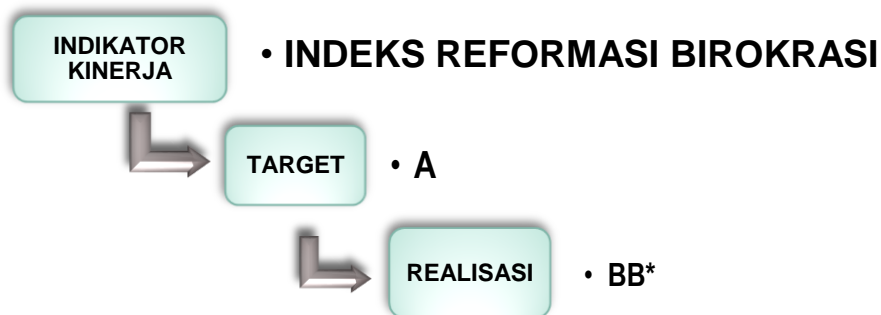 INDIKATOR
KINERJA
• INDEKS REFORMASI BIROKRASI
TARGET
• A
REALISASI
• BB*